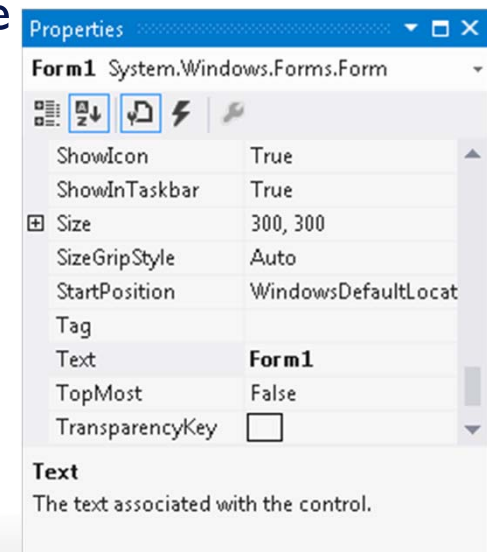 e
Properties
Form1 System.Windows.Forms.Form
ShowIcon True
ShowInTaskbar True
Size 300, 300
SizeGripStyle Auto
StartPosition WindowsDefaultLocat
Tag
Text Form1
TopMost False
TransparencyKey
Text
The text associated with the control.